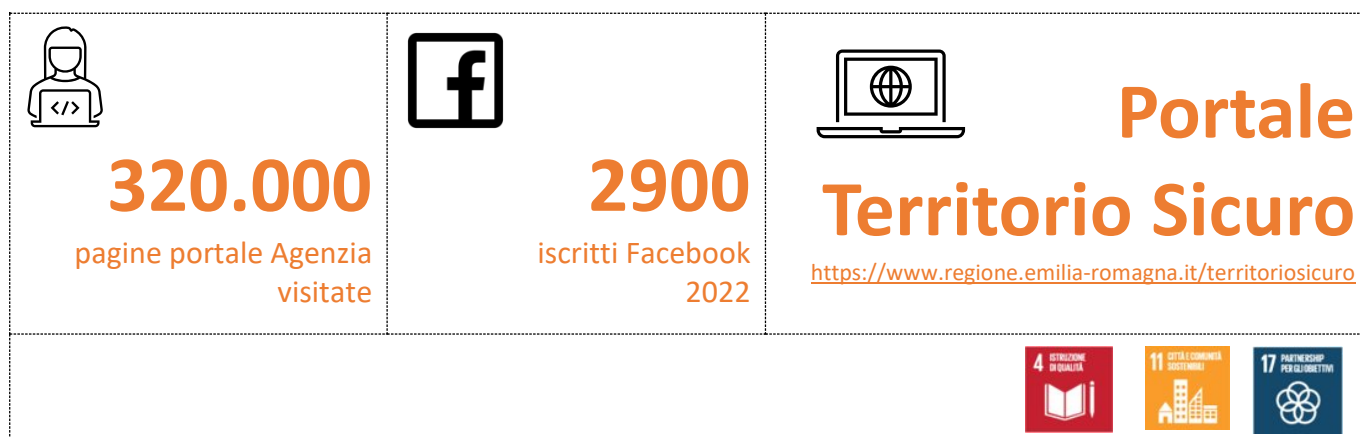 </>
320.000
pagine portale Agenzia
visitate
2900
iscritti Facebook
2022
Portale
Territorio Sicuro
https://www.regione.emilia-romagna.it/territoriosicuro
4 ISTRUZIONE
DI QUALITÀ
11 CITTÀ E COMUNITÀ
SOSTENIBILI
17 PARTNERSHIP
PER GLI OBIETTIVI